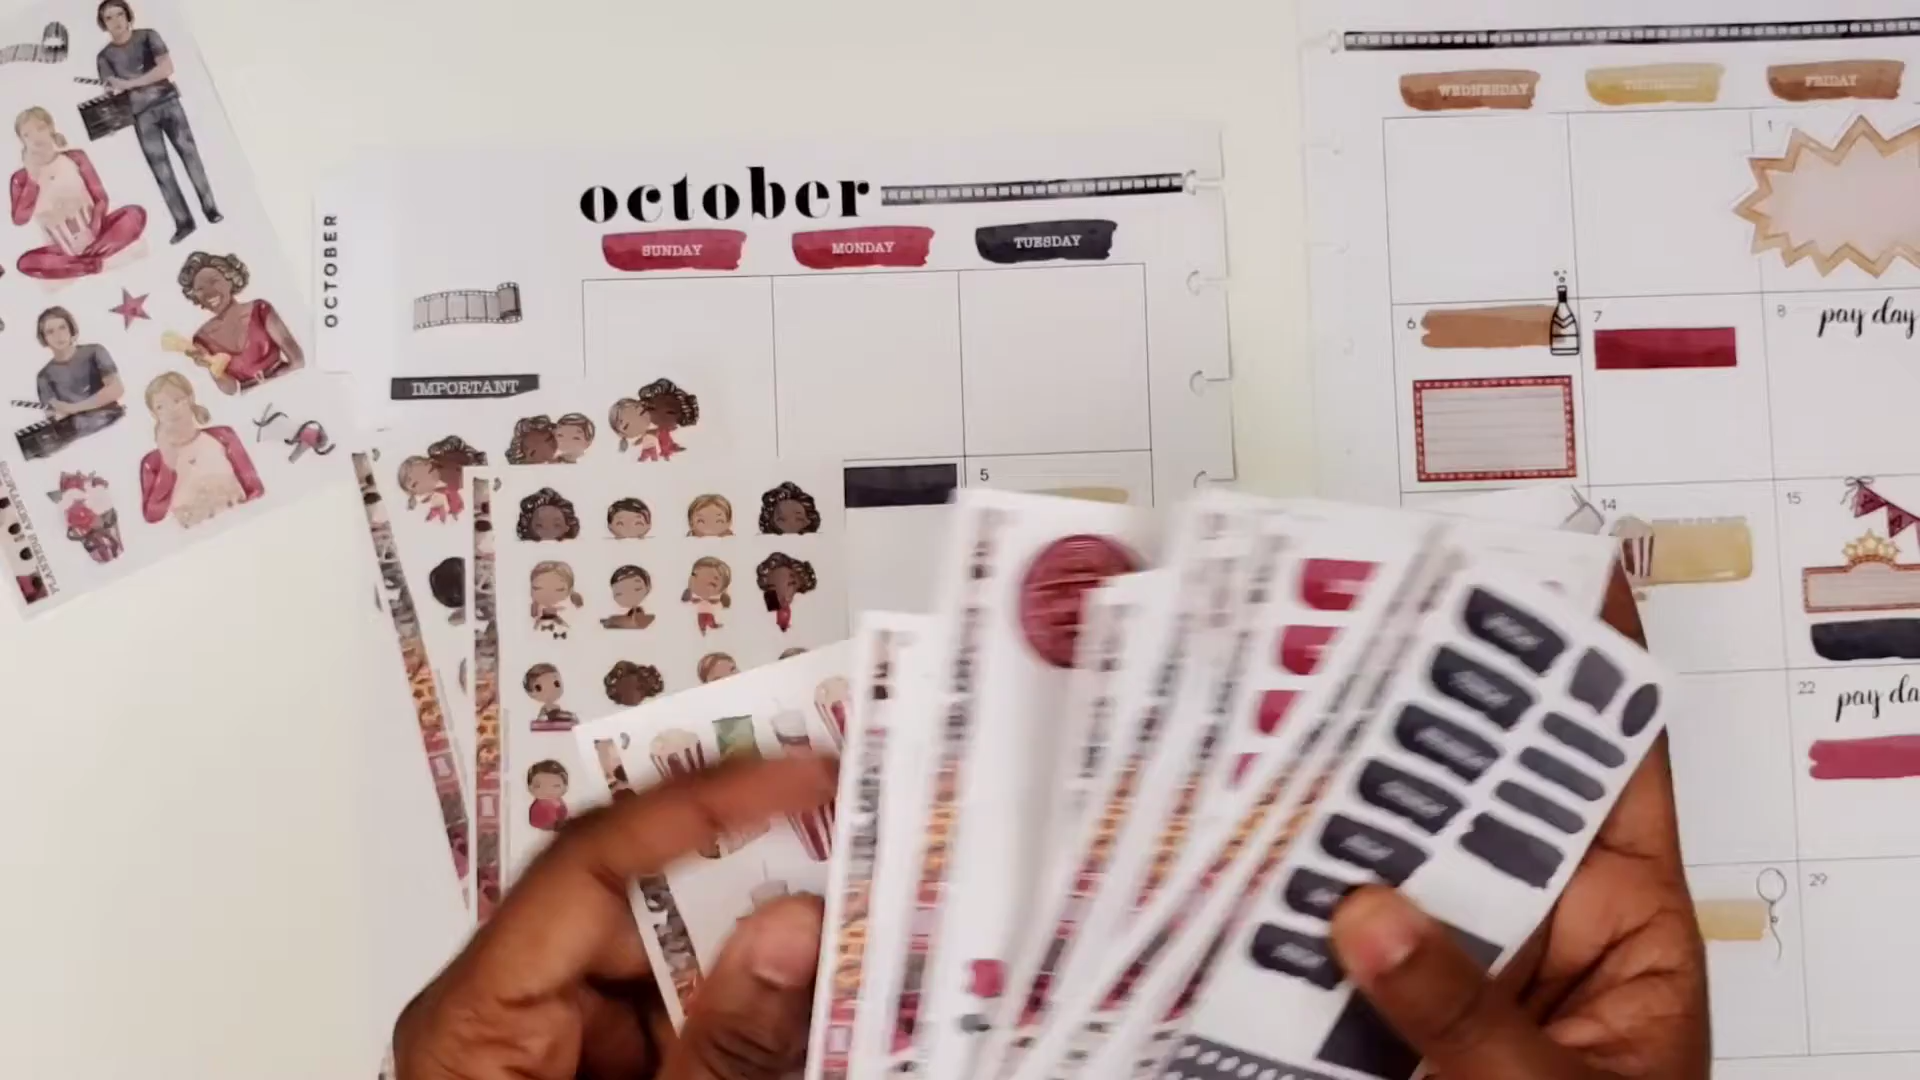 OCTOBER
october
SUNDAY
MONDAY
TUESDAY
WEDNESDAY
FRIDAY
IMPORTANT
1
5
6
7
8
pay day
14
15
22
pay da
29